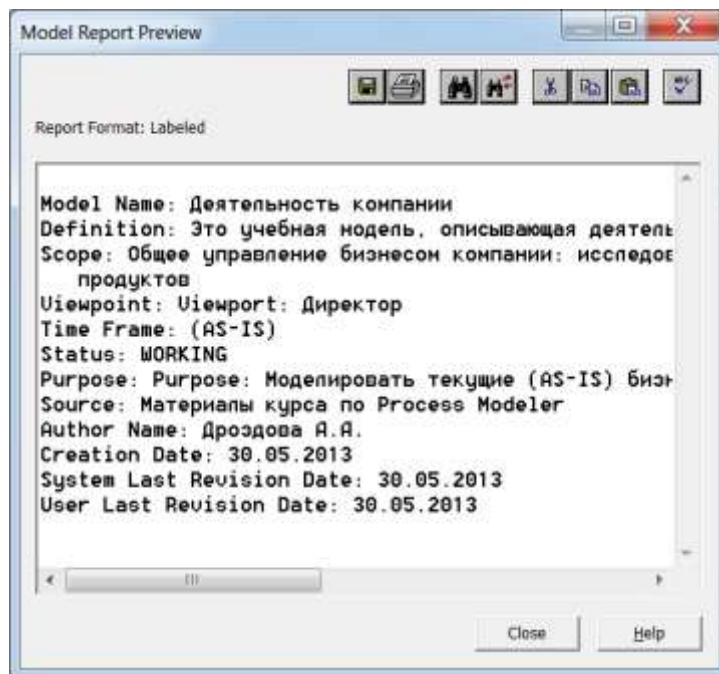 Model Report Preview
Report Format: Labeled
Model Name: Деятельность компании
Definition: Это учебная модель, описывающая деятель
Scope: Общее управление бизнесом компании: исследов
продуктов
Viewpoint: Viewport: Директор
Time Frame: (AS-IS)
Status: WORKING
Purpose: Purpose: Моделировать текущие (AS-IS) бизн
Source: Материалы курса по Process Modeler
Author Name: Дроздова А.А.
Creation Date: 30.05.2013
System Last Revision Date: 30.05.2013
User Last Revision Date: 30.05.2013
Close Help